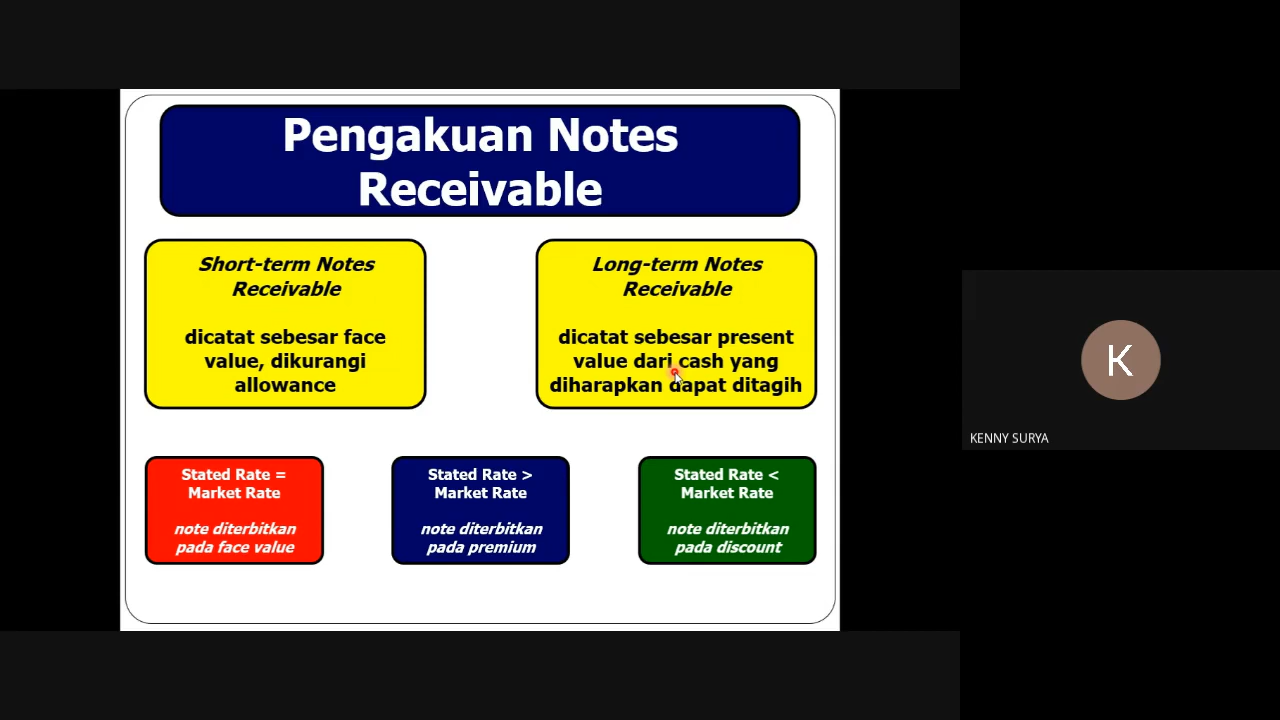 Pengakuan Notes
Receivable
Short-term Notes
Receivable
dicatat sebesar face
value, dikurangi
allowance
Long-term Notes
Receivable
dicatat sebesar present
value dari cash yang
diharapkan dapat ditagih
Stated Rate =
Market Rate
note diterbitkan
pada face value
Stated Rate >
Market Rate
note diterbitkan
pada premium
Stated Rate <
Market Rate
note diterbitkan
pada discount
K
KENNY SURYA